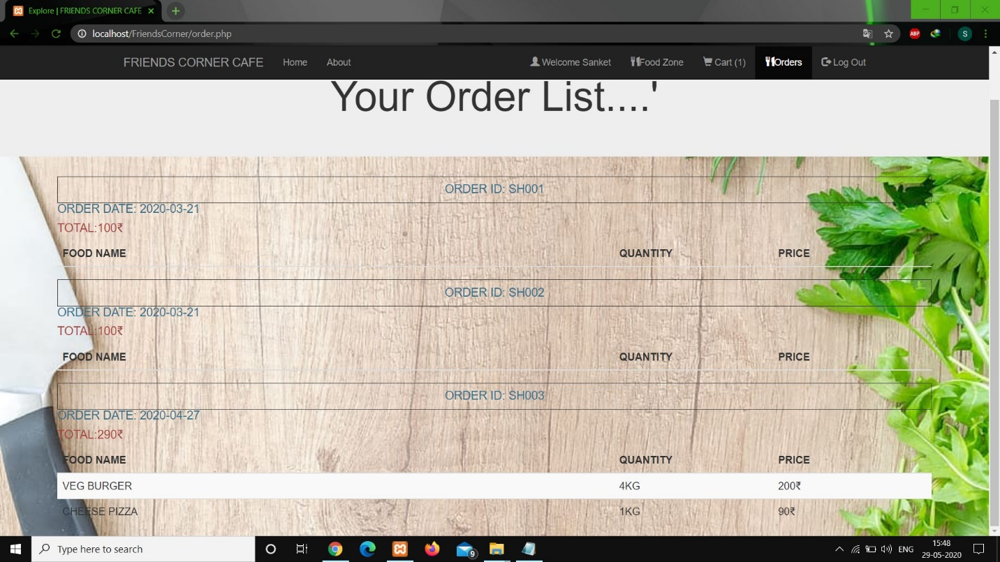 Explore | FRIENDS CORNER CAFE
localhost/FriendsCorner/order.php
ABP
S
FRIENDS CORNER CAFE Home About Welcome Sanket Food Zone Cart (1) Orders Log Out
Your Order List....'
ORDER ID: SH001
ORDER DATE: 2020-03-21
TOTAL:100₹
FOOD NAME QUANTITY PRICE
ORDER ID: SH002
ORDER DATE: 2020-03-21
TOTAL:100₹
FOOD NAME QUANTITY PRICE
ORDER ID: SH003
ORDER DATE: 2020-04-27
TOTAL:290₹
FOOD NAME QUANTITY PRICE
VEG BURGER 4KG 200₹
CHEESE PIZZA 1KG 90₹
Type here to search
9
ENG
15:48
29-05-2020